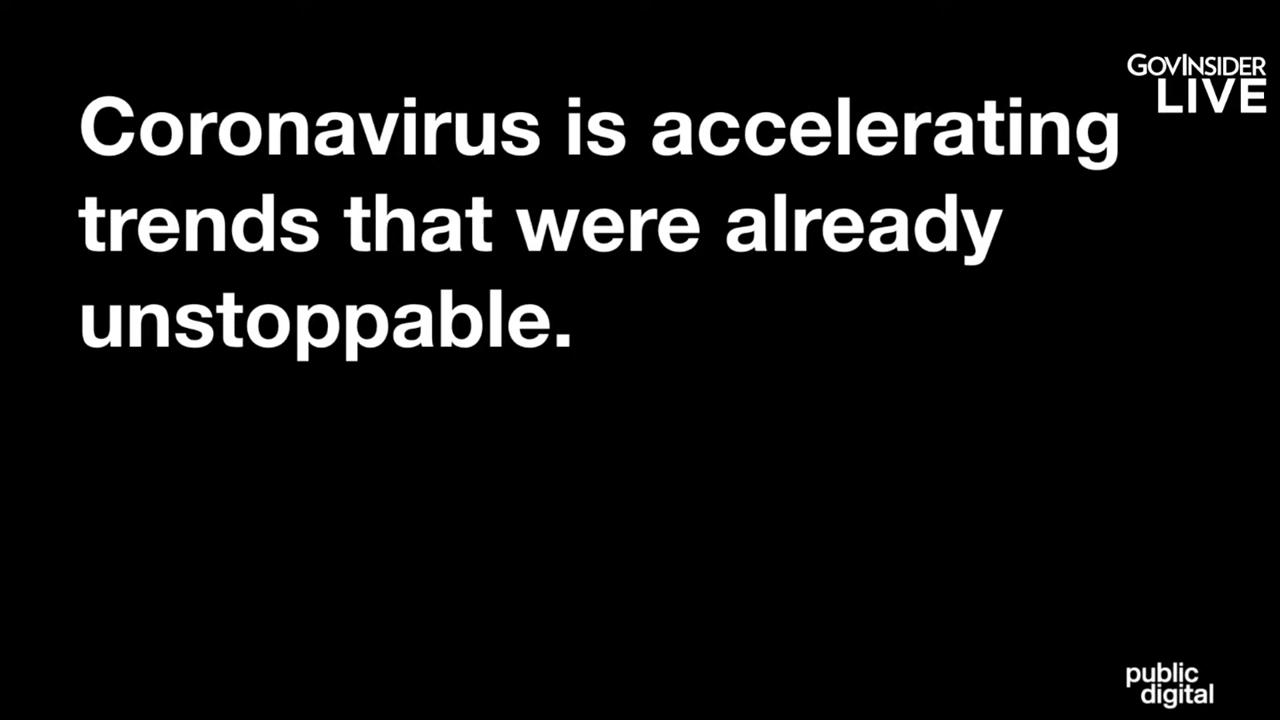 GOVINSIDER
LIVE
Coronavirus is accelerating
trends that were already
unstoppable.
public
digital